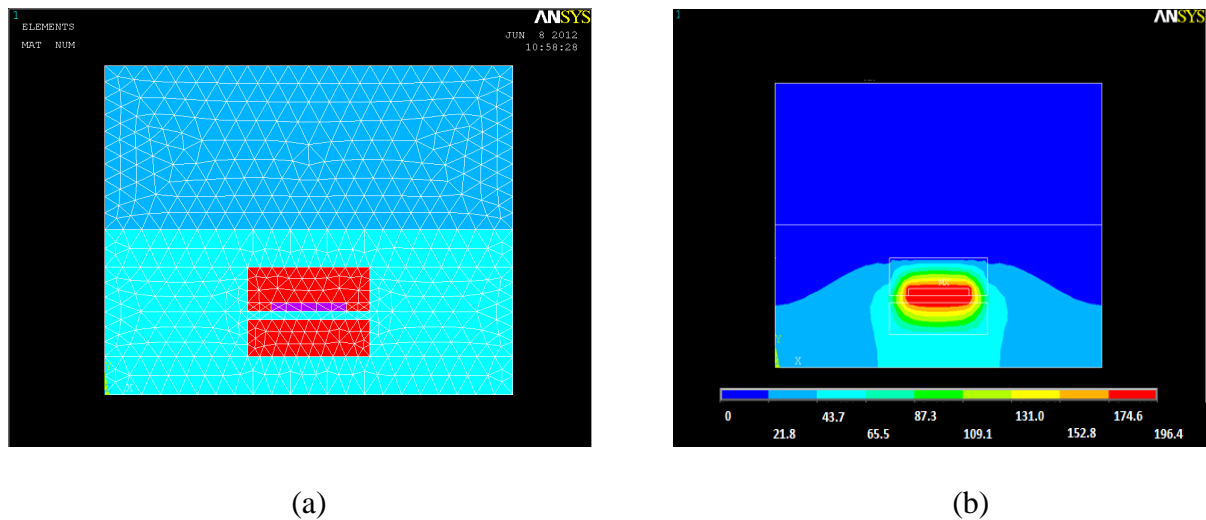 1
ANSYS
ELEMENTS
MAT NUM
JUN 8 2012
10:58:28
X
(a)
1
ANSYS
Y
X
0 43.7 87.3 131.0 174.6
21.8 65.5 109.1 152.8 196.4
(b)